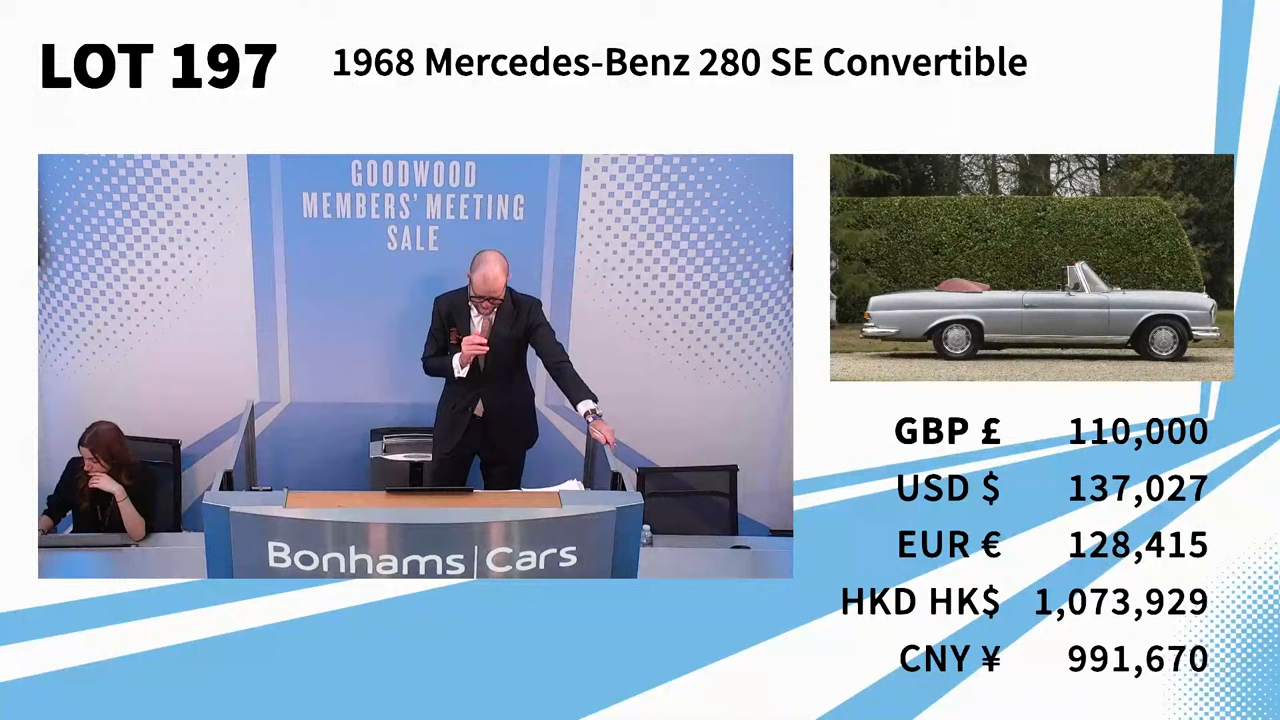 LOT 197
1968 Mercedes-Benz 280 SE Convertible
GOODWOOD
MEMBERS' MEETING
SALE
Bonhams|Cars
GBP £ 110,000
USD $ 137,027
EUR € 128,415
HKD HK$ 1,073,929
CNY ¥ 991,670